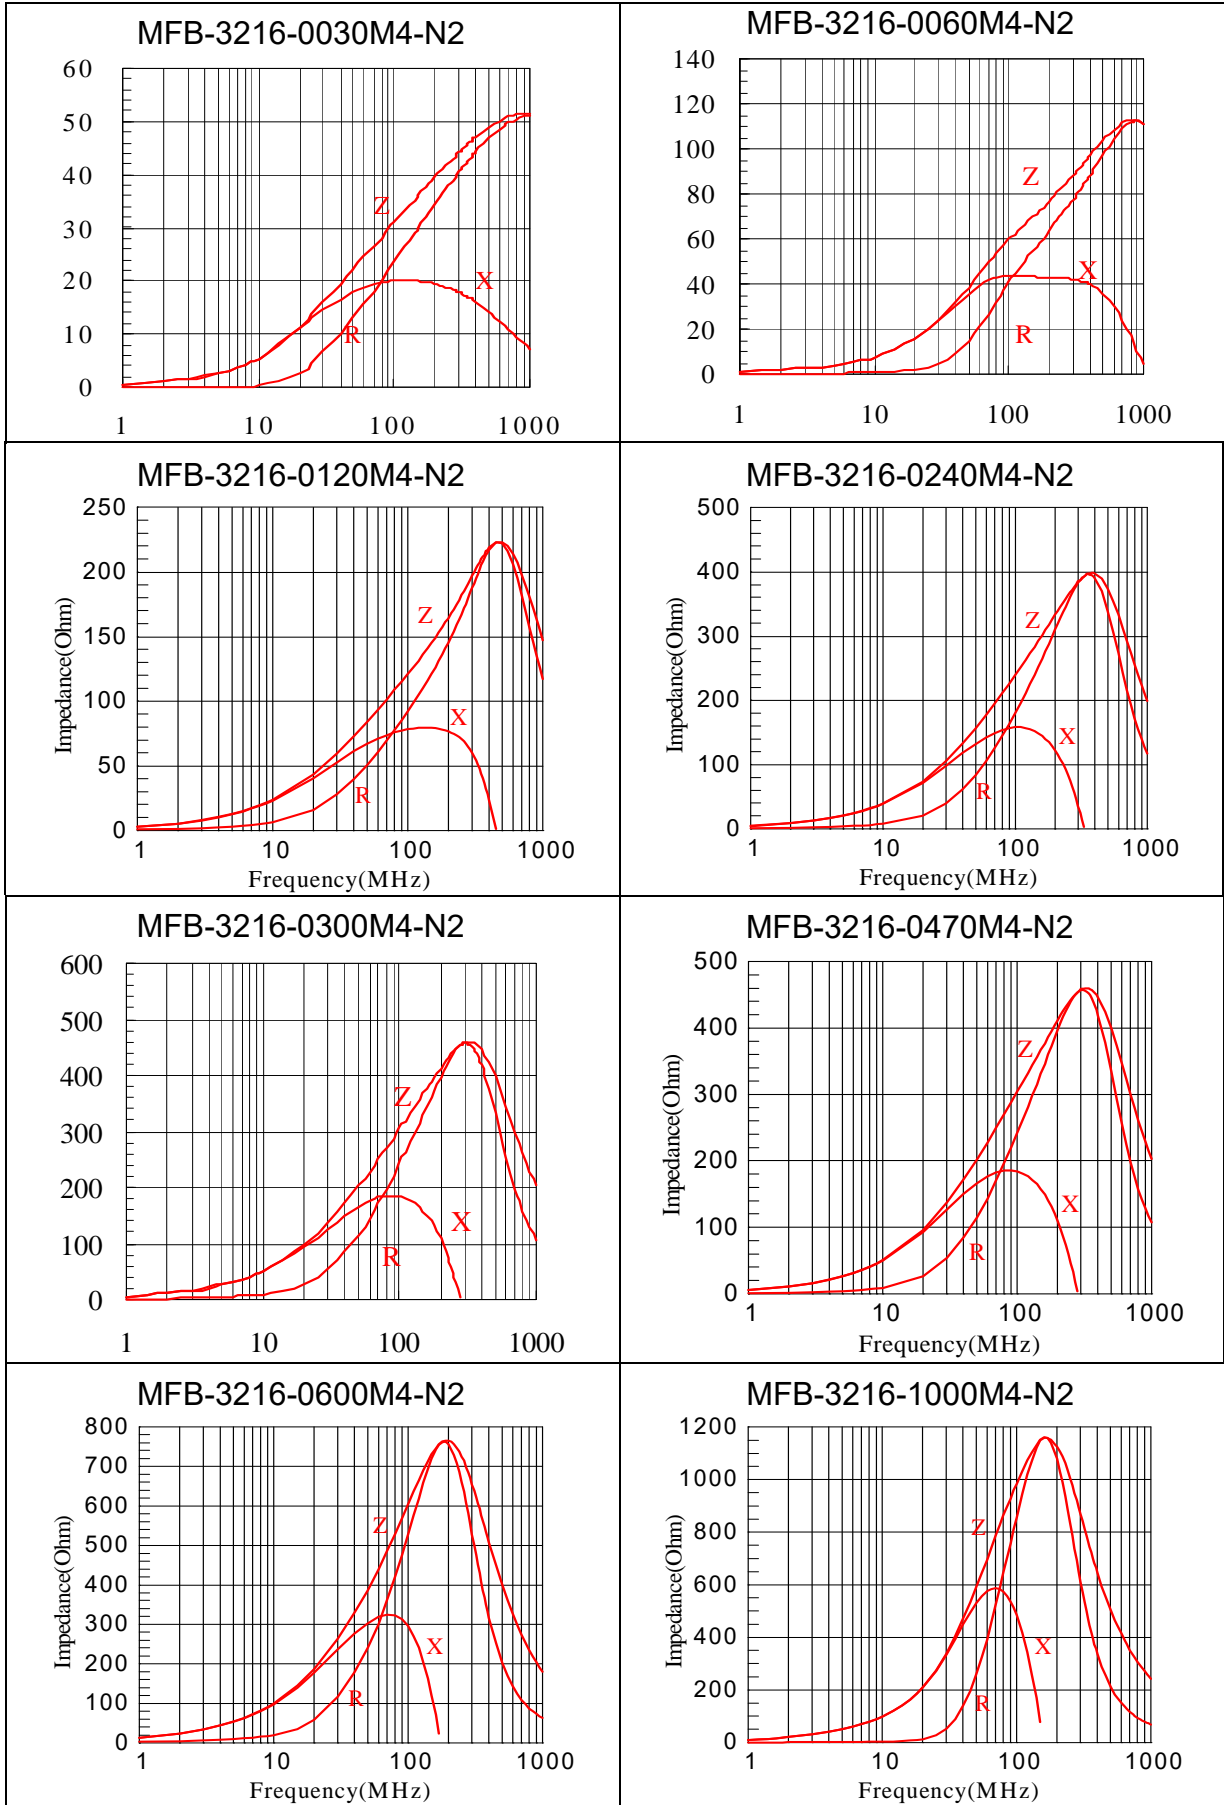 MFB-3216-0030M4-N2
60
50
40
30
20
10
0
Z
X
R
1 10 100 1000
MFB-3216-0060M4-N2
140
120
100
80
60
40
20
0
Z
X
R
1 10 100 1000
MFB-3216-0120M4-N2
Impedance(Ohm)
250
200
150
100
50
0
Z
X
R
1 10 100 1000
Frequency(MHz)
MFB-3216-0240M4-N2
Impedance(Ohm)
500
400
300
200
100
0
Z
X
R
1 10 100 1000
Frequency(MHz)
MFB-3216-0300M4-N2
600
500
400
300
200
100
0
Z
X
R
1 10 100 1000
MFB-3216-0470M4-N2
Impedance(Ohm)
500
400
300
200
100
0
Z
X
R
1 10 100 1000
Frequency(MHz)
MFB-3216-0600M4-N2
Impedance(Ohm)
800
700
600
500
400
300
200
100
0
Z
X
R
1 10 100 1000
Frequency(MHz)
MFB-3216-1000M4-N2
Impedance(Ohm)
1200
1000
800
600
400
200
0
Z
X
R
1 10 100 1000
Frequency(MHz)